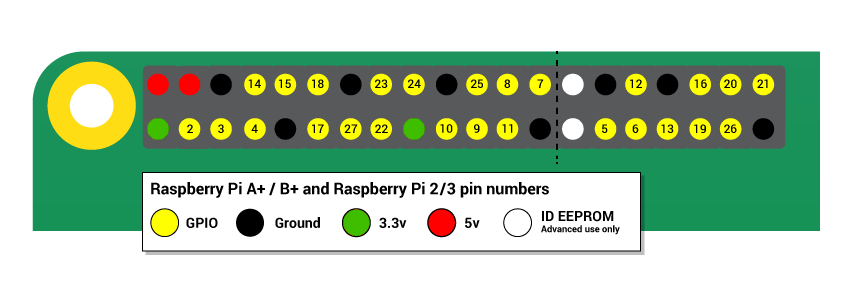 14 15 18 23 24 25 8 7 12 16 20 21
2 3 4 17 27 22 10 9 11 5 6 13 19 26
Raspberry Pi A+ / B+ and Raspberry Pi 2/3 pin numbers
GPIO Ground 3.3v 5v ID EEPROM
Advanced use only